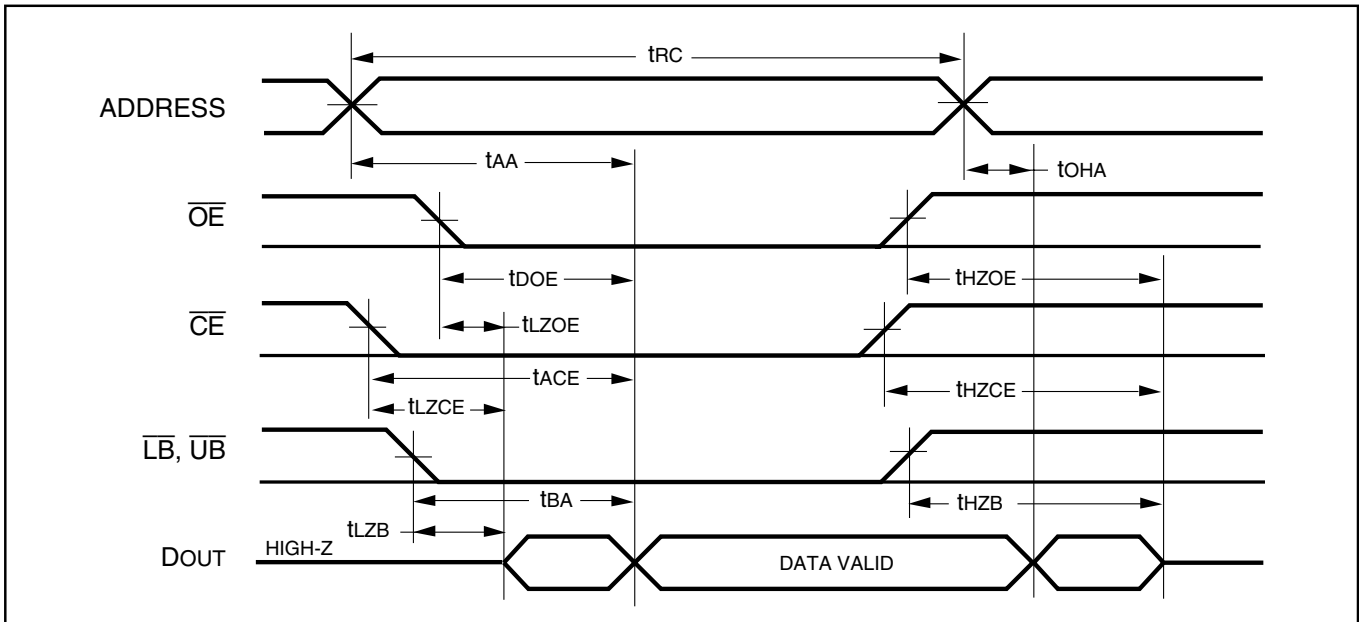 tRC
ADDRESS
tAA
tOHA
OE
tDOE
tHZOE
CE
tLZOE
tACE
tHZCE
tLZCE
LB, UB
tBA
tHZB
tLZB
DOUT
HIGH-Z
DATA VALID